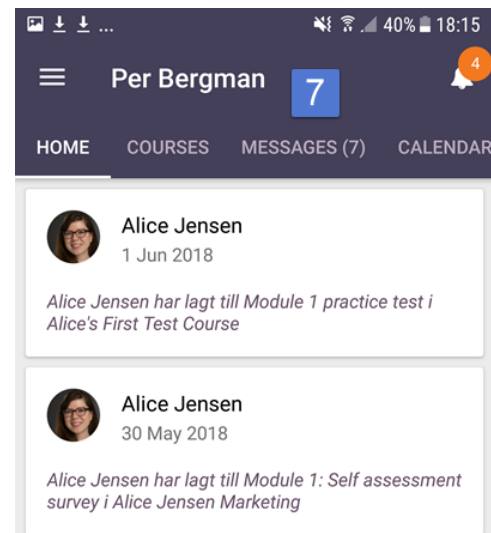 ... 40% 18:15
Per Bergman 7 4
HOME COURSES MESSAGES (7) CALENDAR
Alice Jensen
1 Jun 2018
Alice Jensen har lagt till Module 1 practice test i
Alice's First Test Course
Alice Jensen
30 May 2018
Alice Jensen har lagt till Module 1: Self assessment
survey i Alice Jensen Marketing